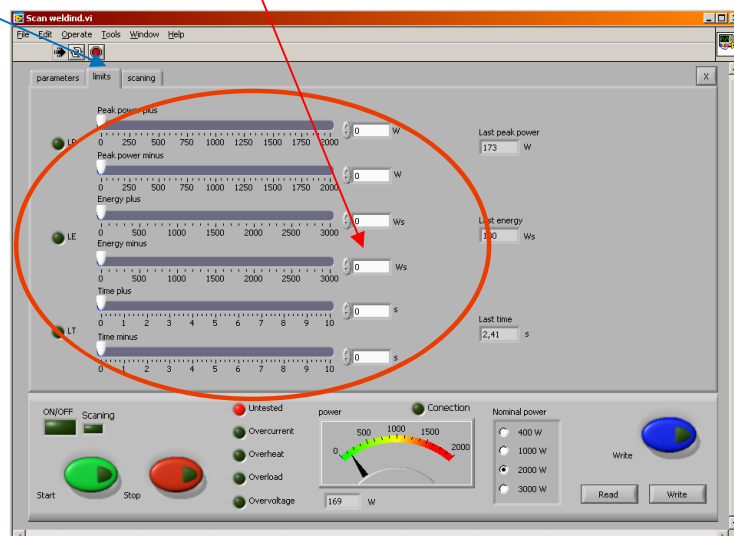 Scan weldind.vi
File Edit Operate Tools Window Help
parameters limits scaning X
Peak power plus
0 250 500 750 1000 1250 1500 1750 2000
0 W
Peak power minus
0 250 500 750 1000 1250 1500 1750 2000
0 W
Last peak power
173 W
Energy plus
0 500 1000 1500 2000 2500 3000
0 Ws
LE
Energy minus
0 500 1000 1500 2000 2500 3000
0 Ws
Last energy
Ws
Time plus
0 1 2 3 4 5 6 7 8 9 10
0 s
LT
Time minus
0 1 2 3 4 5 6 7 8 9 10
0 s
Last time
2,41 s
ON/OFF Scaning
Start Stop
Untested
Overcurrent
Overheat
Overload
Overvoltage
power
Conection
0 500 1000 1500 2000
169 W
Nominal power
400 W
1000 W
2000 W
3000 W
Write
Read Write